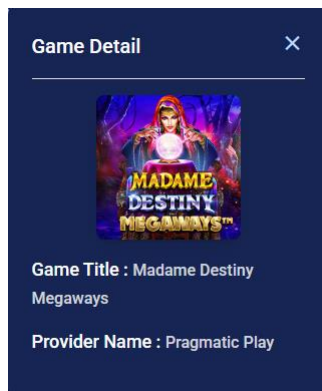 Game Detail ×
MADAME
DESTINY
MEGAWAYS™
Game Title : Madame Destiny
Megaways
Provider Name : Pragmatic Play